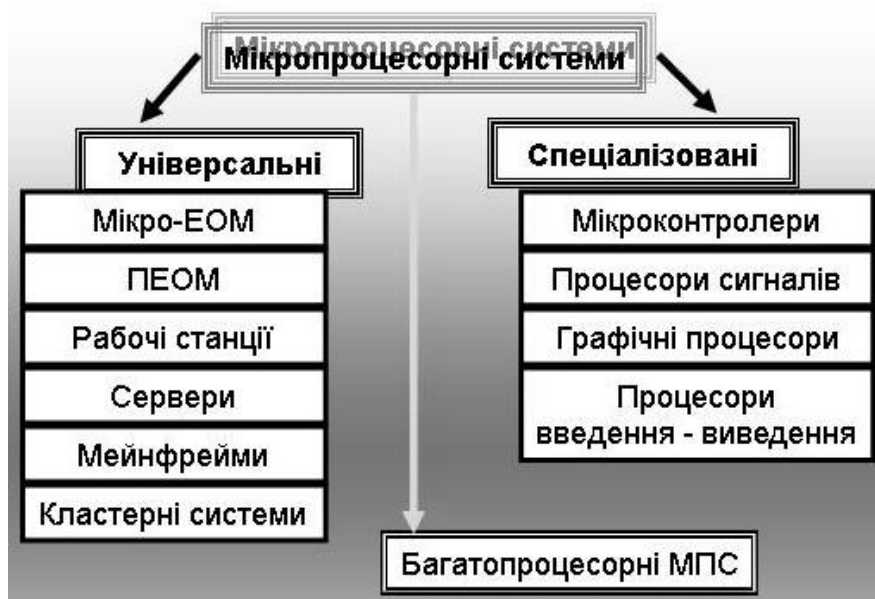 Мікропроцесорні системи
Універсальні
Мікро-ЕОМ
ПЕОМ
Рабочі станції
Сервери
Мейнфрейми
Кластерні системи
Спеціалізовані
Мікроконтролери
Процесори сигналів
Графічні процесори
Процесори
введення - виведення
Багатопроцесорні МПС